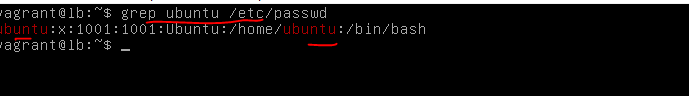 vagrant@lb:~$ grep ubuntu /etc/passwd
ubuntu:x:1001:1001:Ubuntu:/home/ubuntu:/bin/bash
vagrant@lb:~$ _